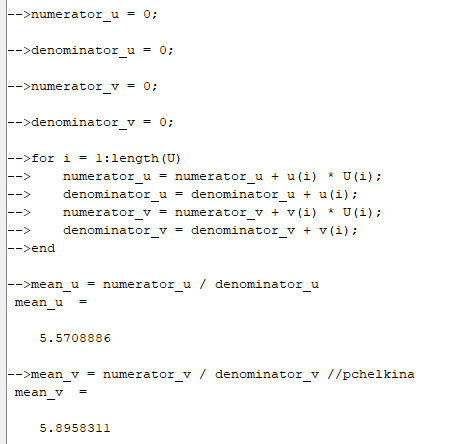 -->numerator_u = 0;
-->denominator_u = 0;
-->numerator_v = 0;
-->denominator_v = 0;
-->for i = 1:length(U)
-->    numerator_u = numerator_u + u(i) * U(i);
-->    denominator_u = denominator_u + u(i);
-->    numerator_v = numerator_v + v(i) * U(i);
-->    denominator_v = denominator_v + v(i);
-->end
-->mean_u = numerator_u / denominator_u
mean_u  =
5.5708886
-->mean_v = numerator_v / denominator_v //pchelkina
mean_v  =
5.8958311